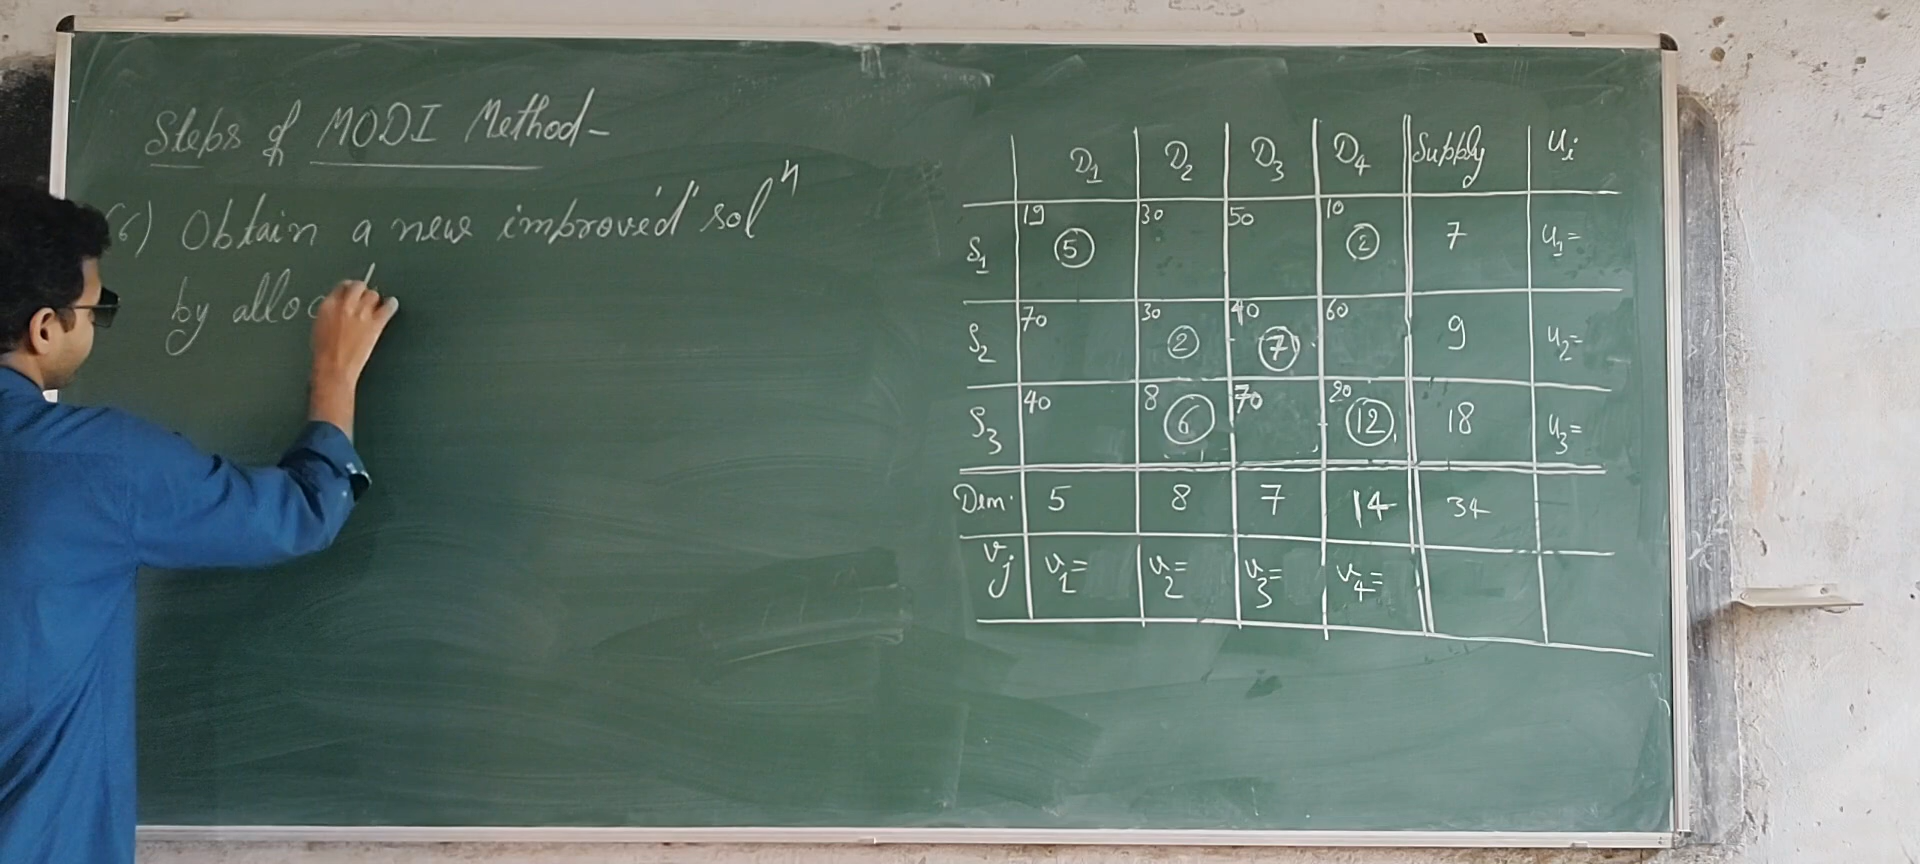 Steps of MODI Method-
(6) Obtain a new improved sol^n
by alloc
D1 D2 D3 D4 Supply ui
S1 19 (5) 30 50 10 (2) 7 u1=
S2 70 30 (2) 40 (7) 60 9 u2=
S3 40 8 (6) 70 20 (12) 18 u3=
Dem. 5 8 7 14 34
vj v1= v2= v3= v4=